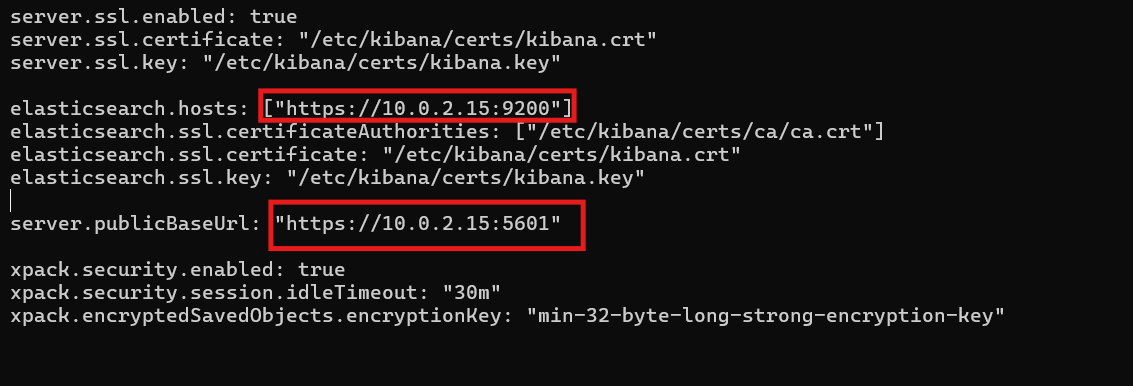 server.ssl.enabled: true
server.ssl.certificate: "/etc/kibana/certs/kibana.crt"
server.ssl.key: "/etc/kibana/certs/kibana.key"
elasticsearch.hosts: ["https://10.0.2.15:9200"]
elasticsearch.ssl.certificateAuthorities: ["/etc/kibana/certs/ca/ca.crt"]
elasticsearch.ssl.certificate: "/etc/kibana/certs/kibana.crt"
elasticsearch.ssl.key: "/etc/kibana/certs/kibana.key"
server.publicBaseUrl: "https://10.0.2.15:5601"
xpack.security.enabled: true
xpack.security.session.idleTimeout: "30m"
xpack.encryptedSavedObjects.encryptionKey: "min-32-byte-long-strong-encryption-key"